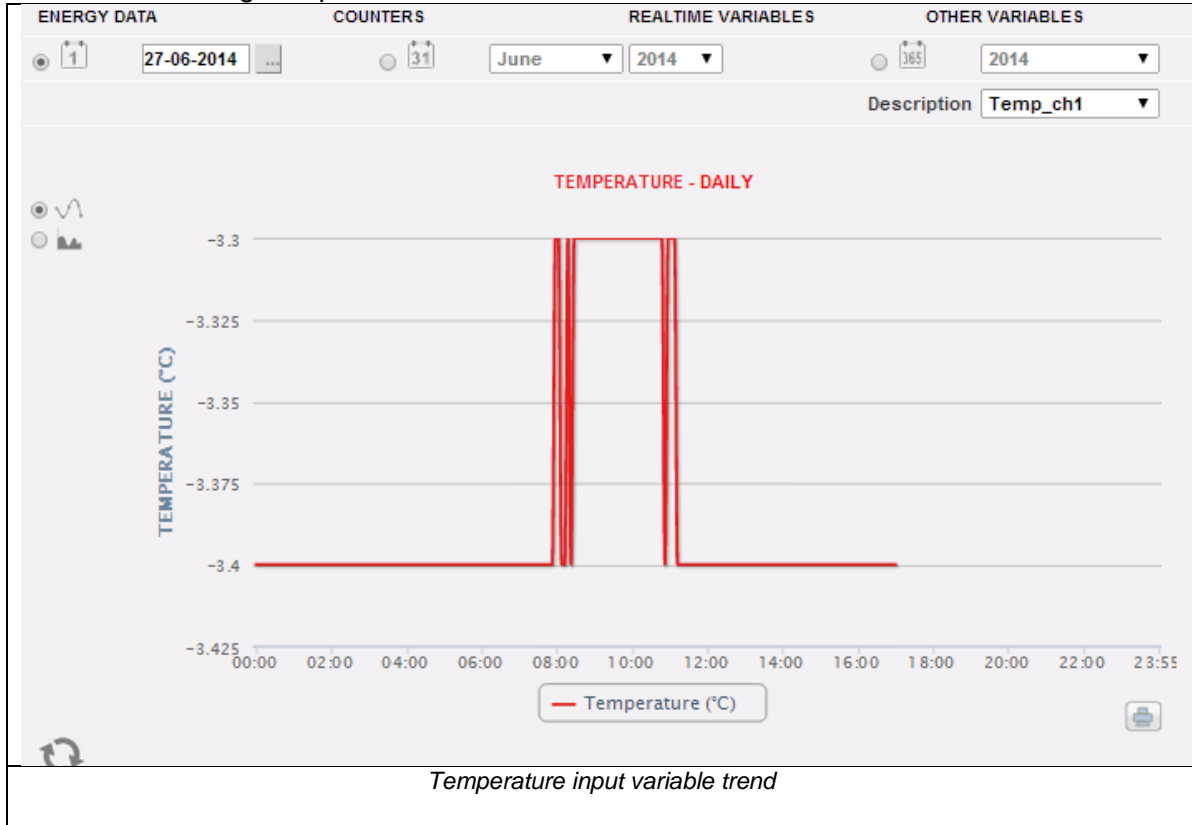 ENERGY DATA COUNTERS REALTIME VARIABLES OTHER VARIABLES
1 27-06-2014 ... 31 June 2014 365 2014
Description Temp_ch1
TEMPERATURE - DAILY
TEMPERATURE (°C)
-3.3
-3.325
-3.35
-3.375
-3.4
-3.425
00:00 02:00 04:00 06:00 08:00 10:00 12:00 14:00 16:00 18:00 20:00 22:00 23:55
Temperature (°C)
Temperature input variable trend